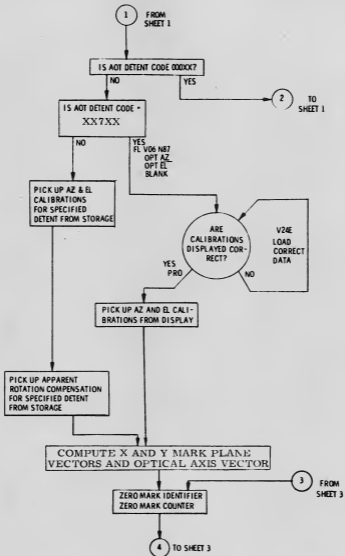 1
FROM
SHEET 1
IS AOT DETENT CODE 000XX?
NO
YES
2
TO
SHEET 1
IS AOT DETENT CODE =
XX7XX
NO
YES
FL V06 N87
OPT AZ
OPT EL
BLANK
PICK UP AZ & EL
CALIBRATIONS
FOR SPECIFIED
DETENT FROM STORAGE
ARE
CALIBRATIONS
DISPLAYED COR-
RECT?
V24E
LOAD
CORRECT
DATA
YES
PRO
NO
PICK UP AZ AND EL CALI-
BRATIONS FROM DISPLAY
PICK UP APPARENT
ROTATION COMPENSATION
FOR SPECIFIED DETENT
FROM STORAGE
COMPUTE X AND Y MARK PLANE
VECTORS AND OPTICAL AXIS VECTOR
3
FROM
SHEET 3
ZERO MARK IDENTIFIER
ZERO MARK COUNTER
4
TO SHEET 3